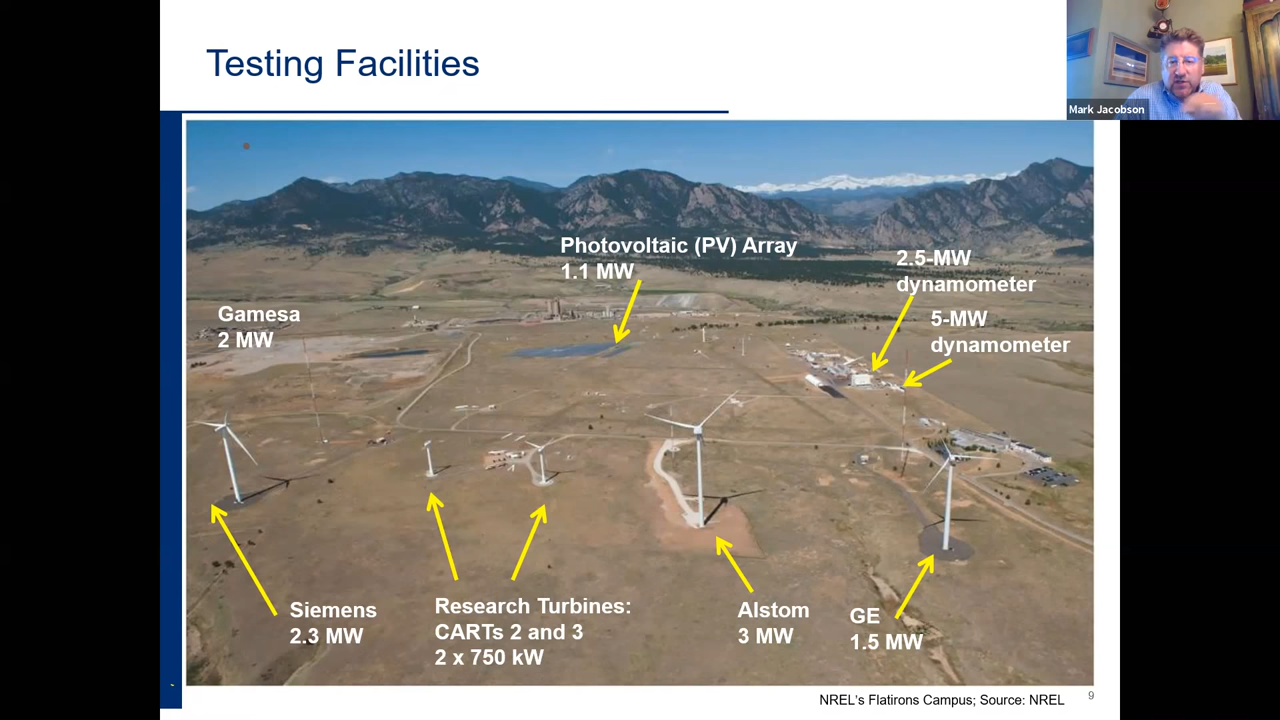 Testing Facilities
Mark Jacobson
Photovoltaic (PV) Array
1.1 MW
2.5-MW
dynamometer
5-MW
dynamometer
Gamesa
2 MW
Siemens
2.3 MW
Research Turbines:
CARTs 2 and 3
2 x 750 kW
Alstom
3 MW
GE
1.5 MW
NREL's Flatirons Campus; Source: NREL
9